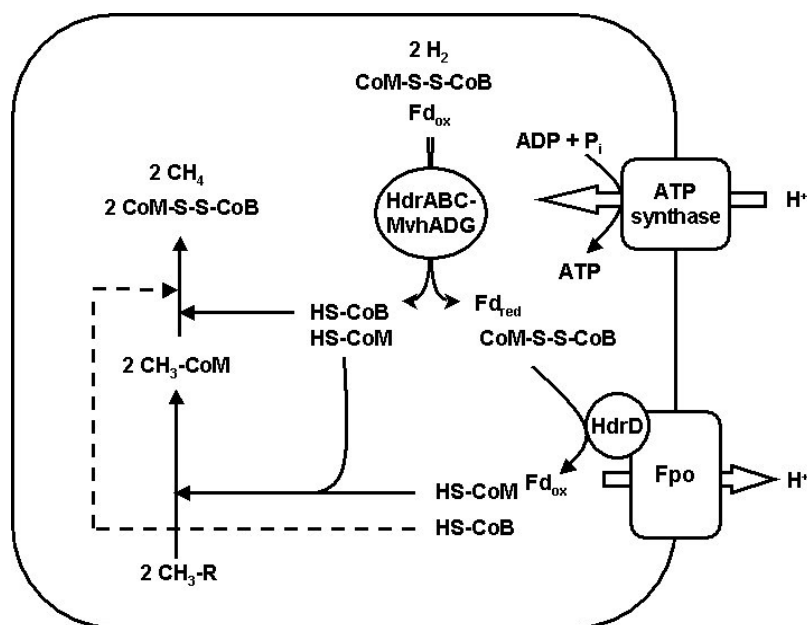 2 H₂
CoM-S-S-CoB
Fdₒₓ
ADP + Pᵢ
2 CH₄
2 CoM-S-S-CoB
HdrABC-
MvhADG
ATP
synthase
H⁺
ATP
HS-CoB
HS-CoM
Fd_red
CoM-S-S-CoB
2 CH₃-CoM
HdrD
Fpo
H⁺
HS-CoM
Fdₒₓ
HS-CoB
2 CH₃-R